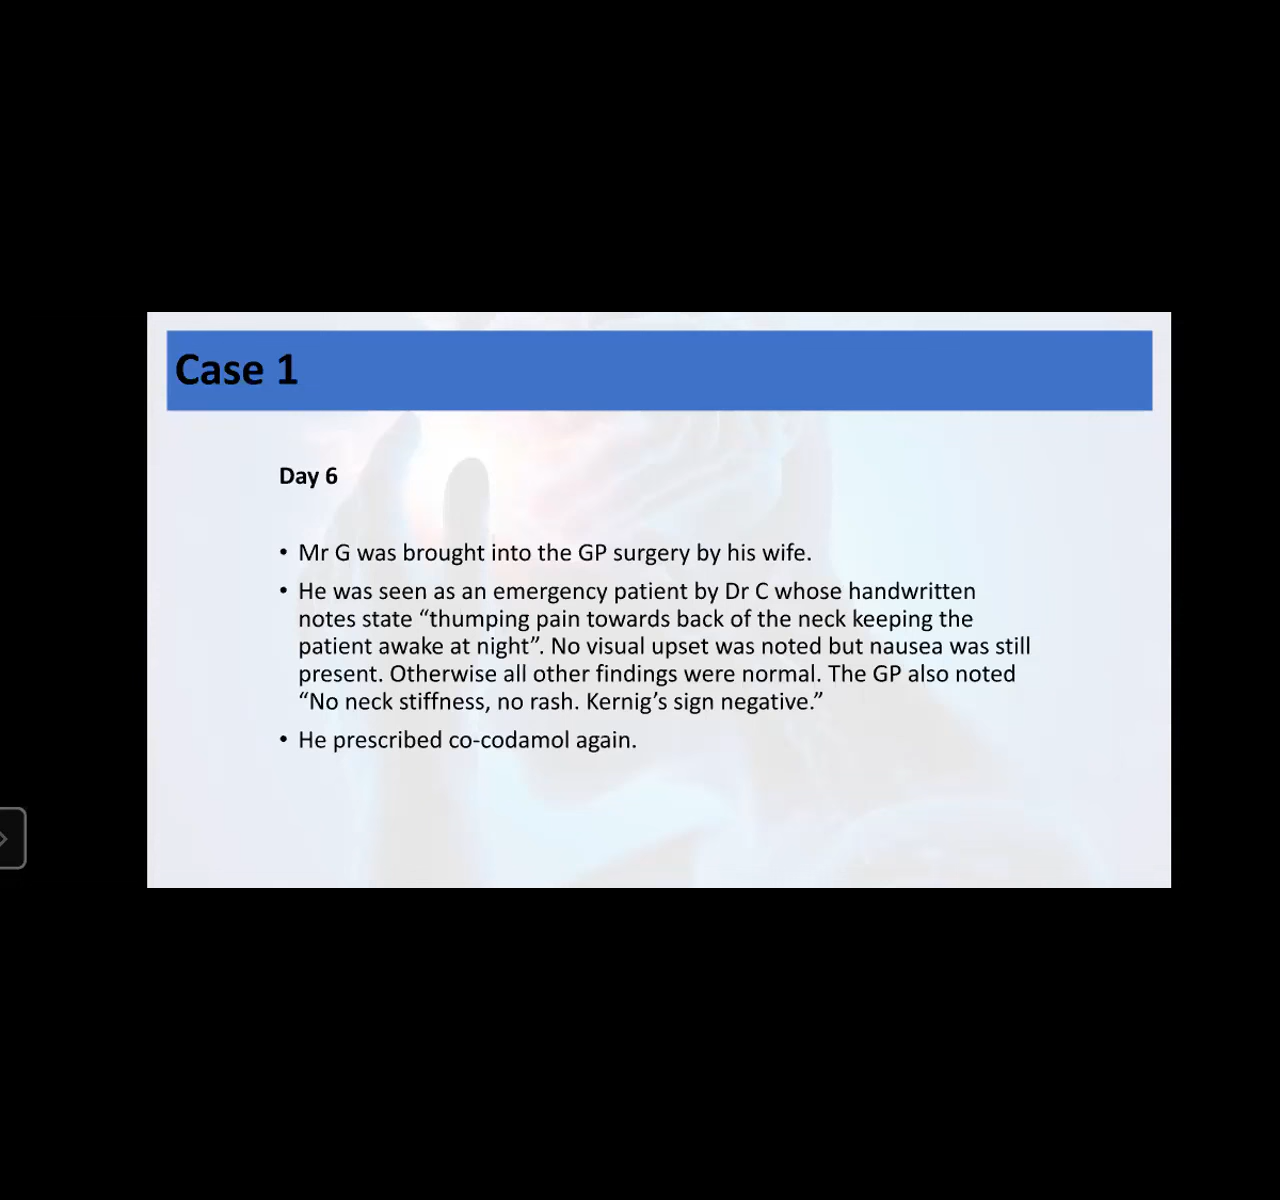 Case 1
Day 6
• Mr G was brought into the GP surgery by his wife.
• He was seen as an emergency patient by Dr C whose handwritten
notes state “thumping pain towards back of the neck keeping the
patient awake at night”. No visual upset was noted but nausea was still
present. Otherwise all other findings were normal. The GP also noted
“No neck stiffness, no rash. Kernig’s sign negative.”
• He prescribed co-codamol again.